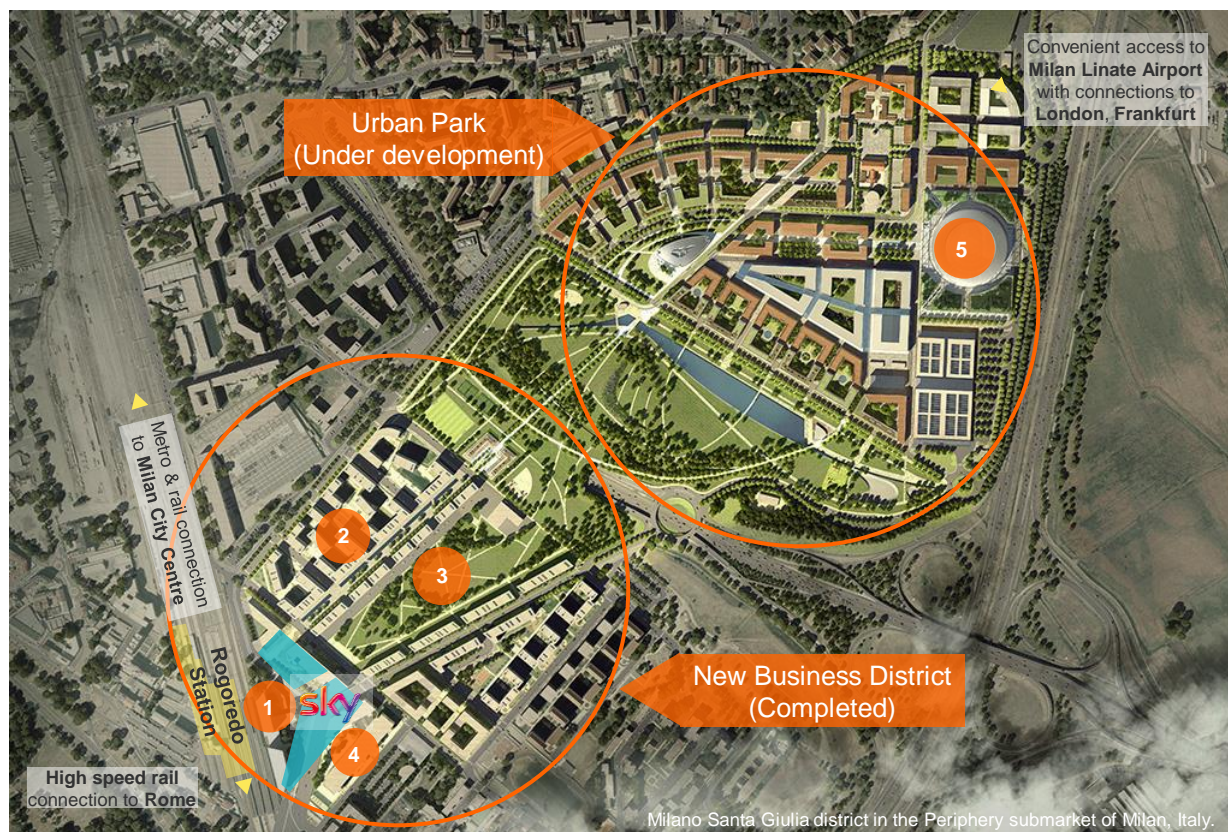 Convenient access to
Milan Linate Airport
with connections to
London, Frankfurt
Urban Park
(Under development)
5
Metro & rail connection
to Milan City Centre
2
3
Rogoredo
Station
1
sky
4
New Business District
(Completed)
High speed rail
connection to Rome
Milano Santa Giulia district in the Periphery submarket of Milan, Italy.